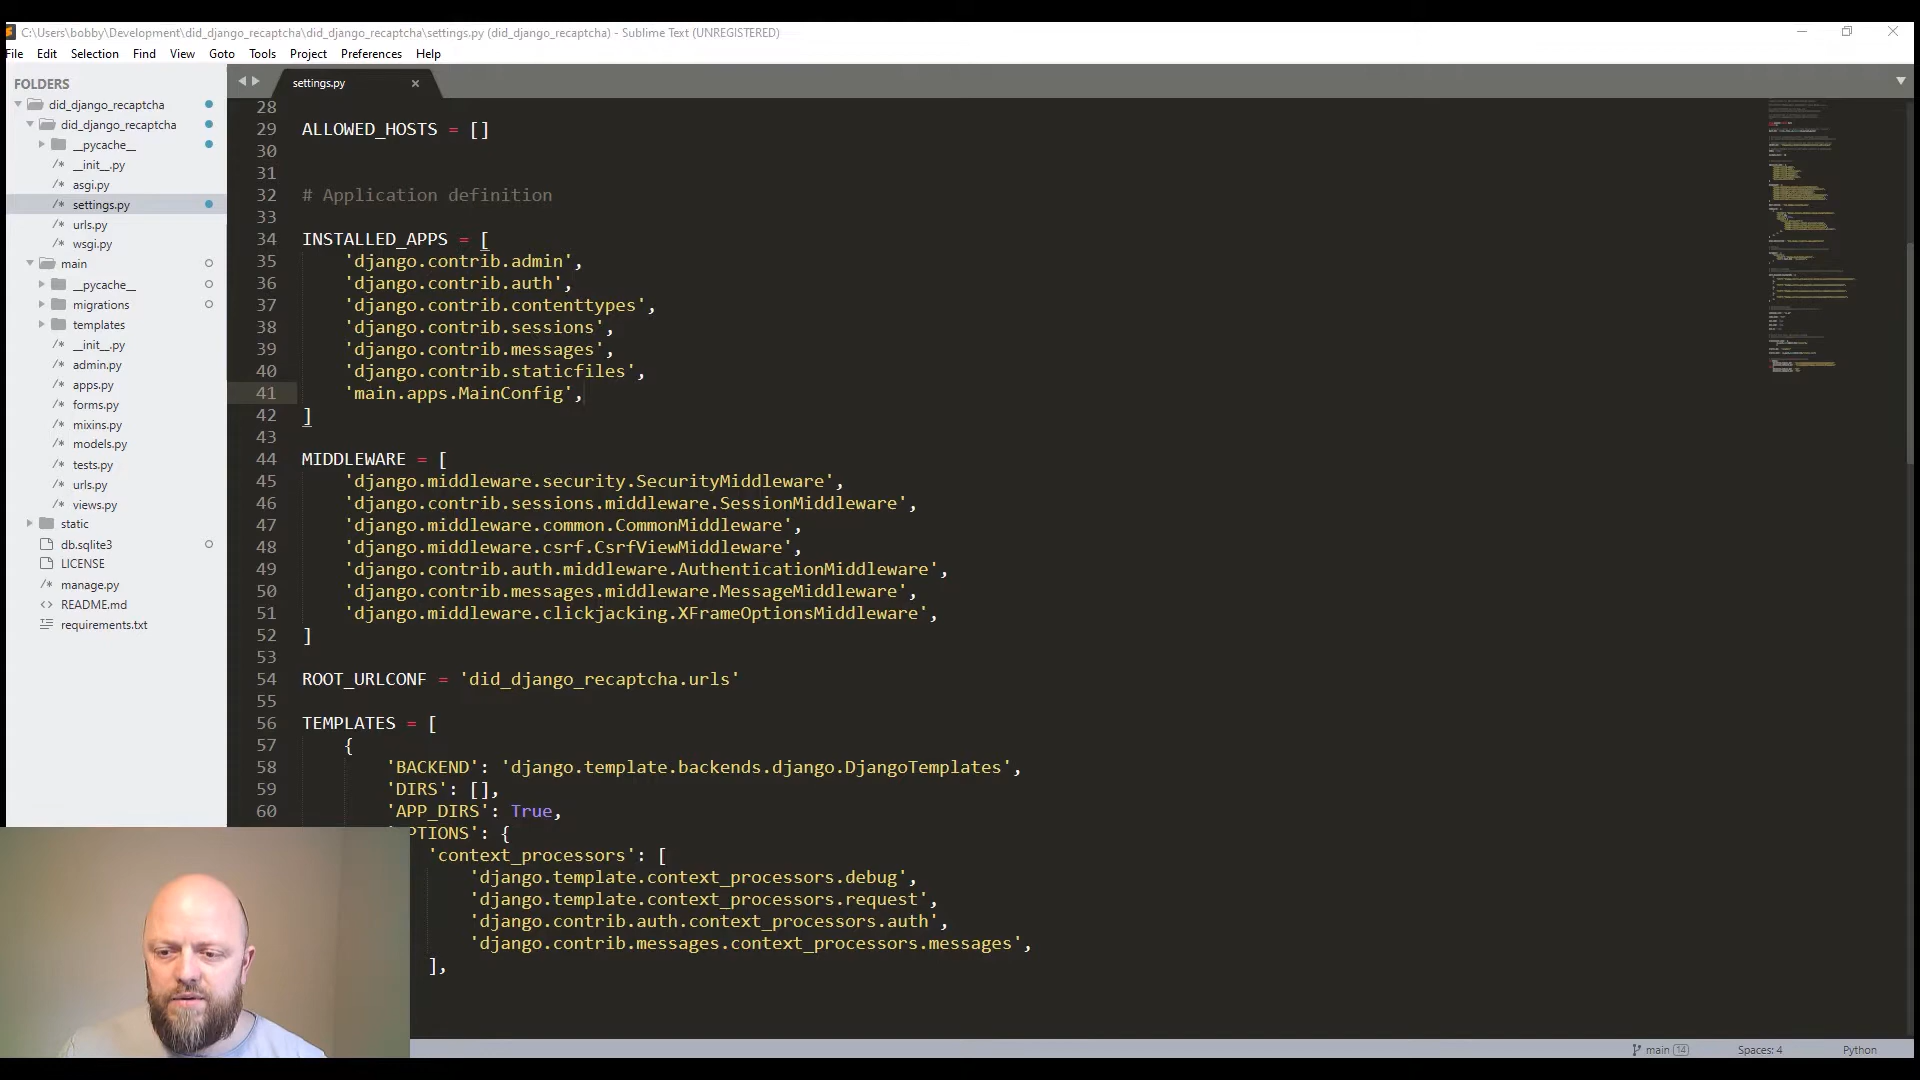 C:\Users\bobby\Development\did_django_recaptcha\did_django_recaptcha\settings.py (did_django_recaptcha) - Sublime Text (UNREGISTERED)
File Edit Selection Find View Goto Tools Project Preferences Help
FOLDERS
did_django_recaptcha
did_django_recaptcha
__pycache__
/* __init__.py
/* asgi.py
/* settings.py
/* urls.py
/* wsgi.py
main
__pycache__
migrations
templates
/* __init__.py
/* admin.py
/* apps.py
/* forms.py
/* mixins.py
/* models.py
/* tests.py
/* urls.py
/* views.py
static
db.sqlite3
LICENSE
/* manage.py
<> README.md
requirements.txt
settings.py
28
29 ALLOWED_HOSTS = []
30
31
32 # Application definition
33
34 INSTALLED_APPS = [
35 'django.contrib.admin',
36 'django.contrib.auth',
37 'django.contrib.contenttypes',
38 'django.contrib.sessions',
39 'django.contrib.messages',
40 'django.contrib.staticfiles',
41 'main.apps.MainConfig',
42 ]
43
44 MIDDLEWARE = [
45 'django.middleware.security.SecurityMiddleware',
46 'django.contrib.sessions.middleware.SessionMiddleware',
47 'django.middleware.common.CommonMiddleware',
48 'django.middleware.csrf.CsrfViewMiddleware',
49 'django.contrib.auth.middleware.AuthenticationMiddleware',
50 'django.contrib.messages.middleware.MessageMiddleware',
51 'django.middleware.clickjacking.XFrameOptionsMiddleware',
52 ]
53
54 ROOT_URLCONF = 'did_django_recaptcha.urls'
55
56 TEMPLATES = [
57 {
58 'BACKEND': 'django.template.backends.django.DjangoTemplates',
59 'DIRS': [],
60 'APP_DIRS': True,
PTIONS': {
'context_processors': [
'django.template.context_processors.debug',
'django.template.context_processors.request',
'django.contrib.auth.context_processors.auth',
'django.contrib.messages.context_processors.messages',
],
main 14 Spaces: 4 Python